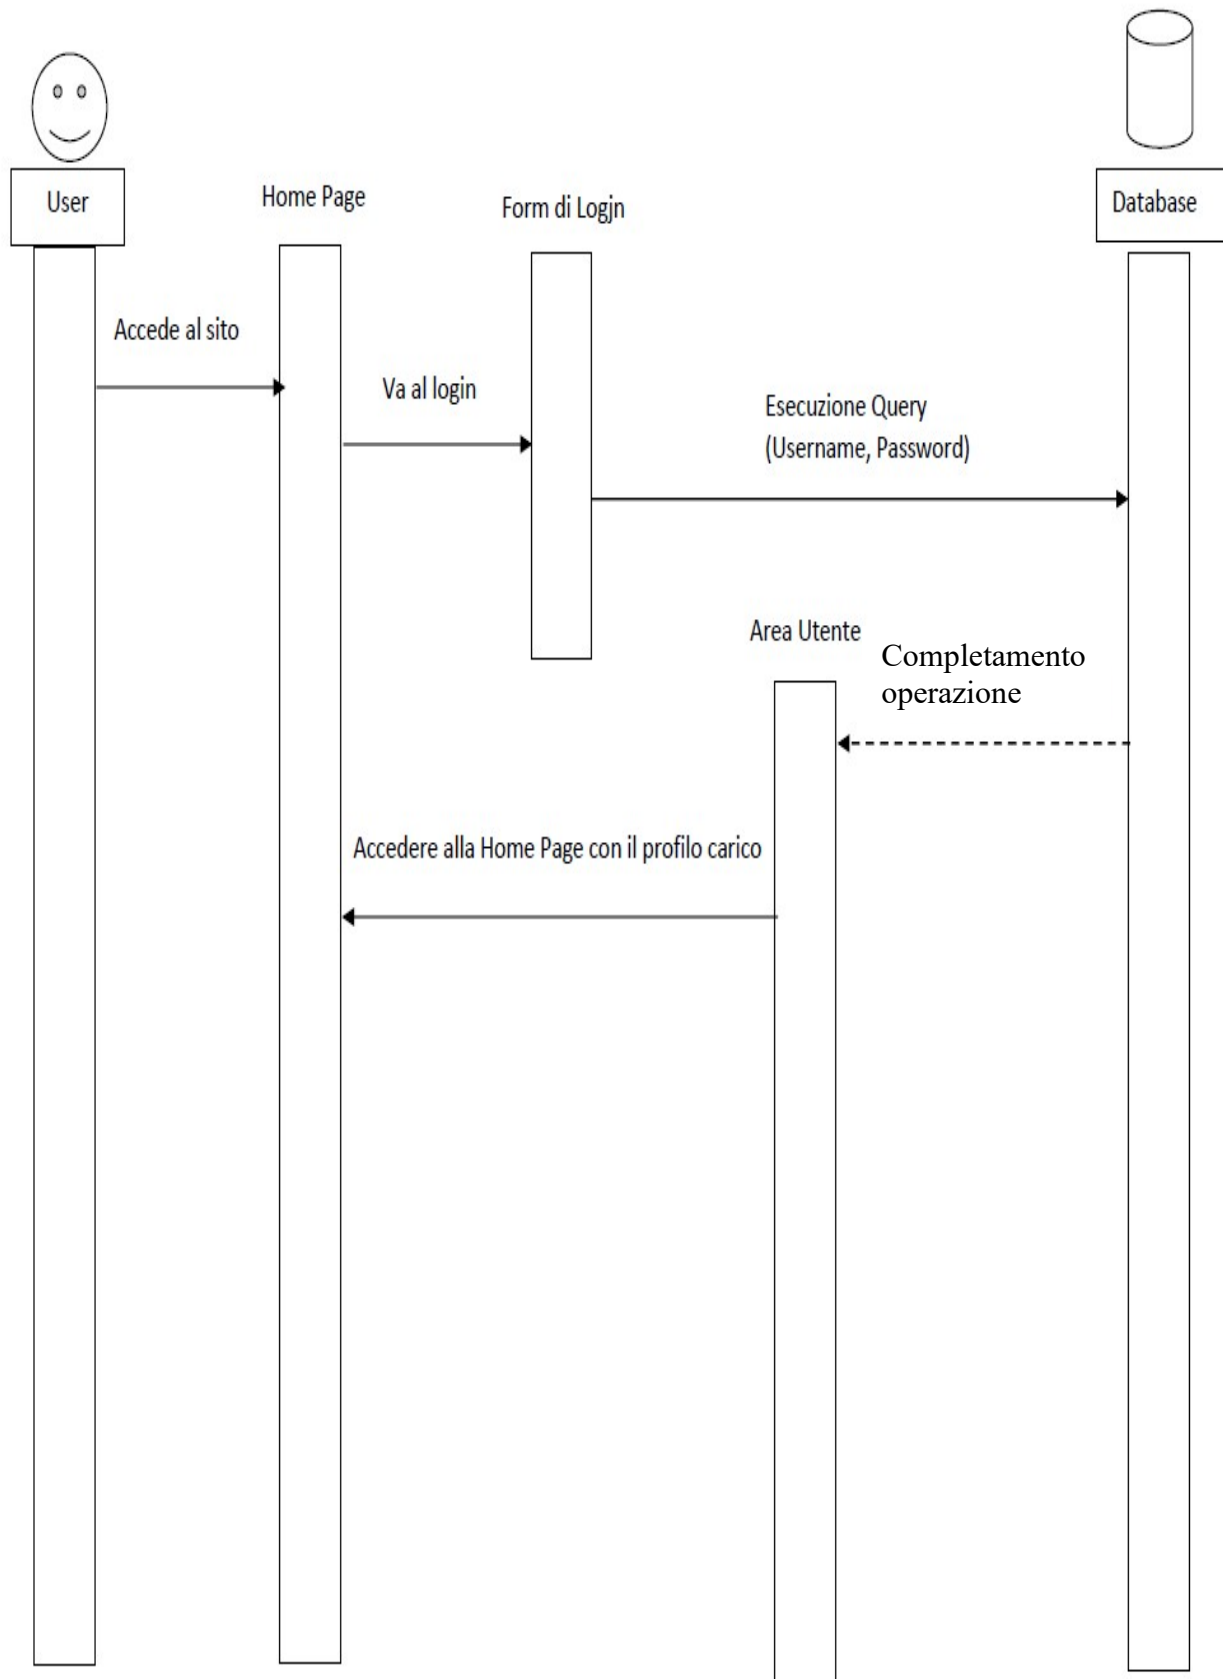 User
Home Page
Form di Logjn
Database
Accede al sito
Va al login
Esecuzione Query
(Username, Password)
Area Utente
Completamento
operazione
Accedere alla Home Page con il profilo carico